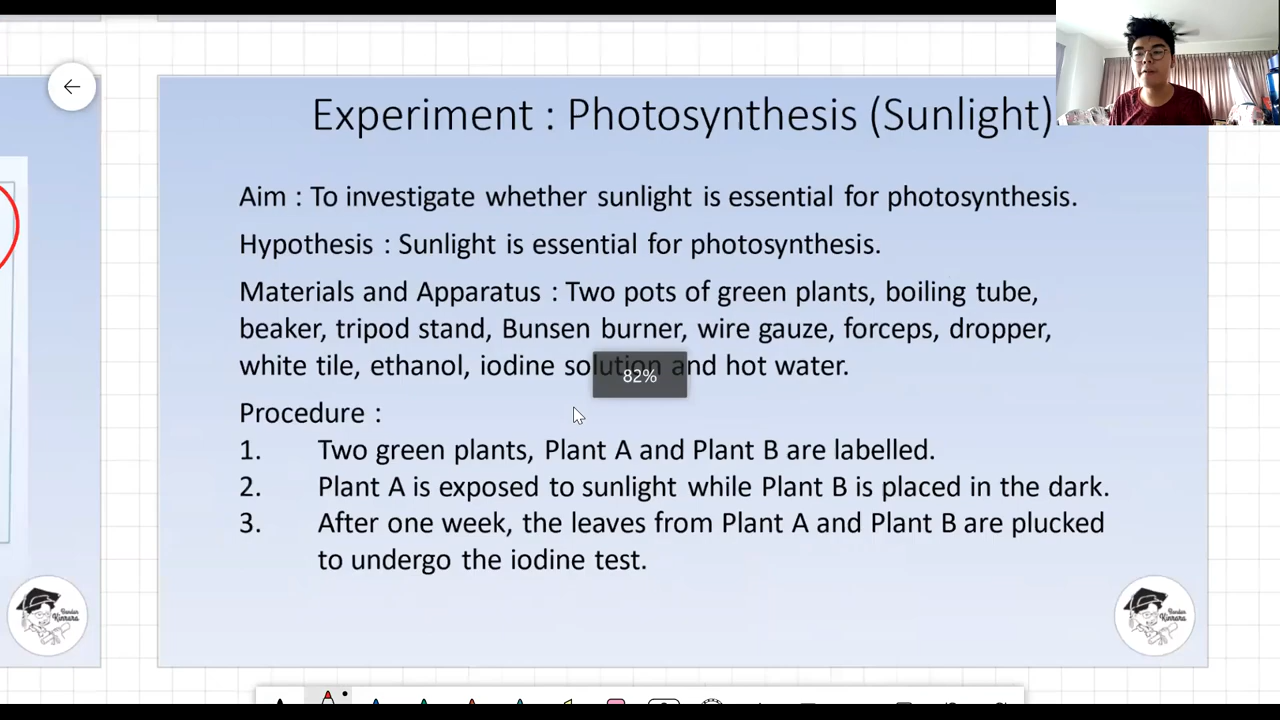 Experiment : Photosynthesis (Sunlight)
Aim : To investigate whether sunlight is essential for photosynthesis.
Hypothesis : Sunlight is essential for photosynthesis.
Materials and Apparatus : Two pots of green plants, boiling tube,
beaker, tripod stand, Bunsen burner, wire gauze, forceps, dropper,
white tile, ethanol, iodine solution and hot water.
82%
Procedure :
1. Two green plants, Plant A and Plant B are labelled.
2. Plant A is exposed to sunlight while Plant B is placed in the dark.
3. After one week, the leaves from Plant A and Plant B are plucked
to undergo the iodine test.
Bandar
Kinrara
Bandar
Kinrara